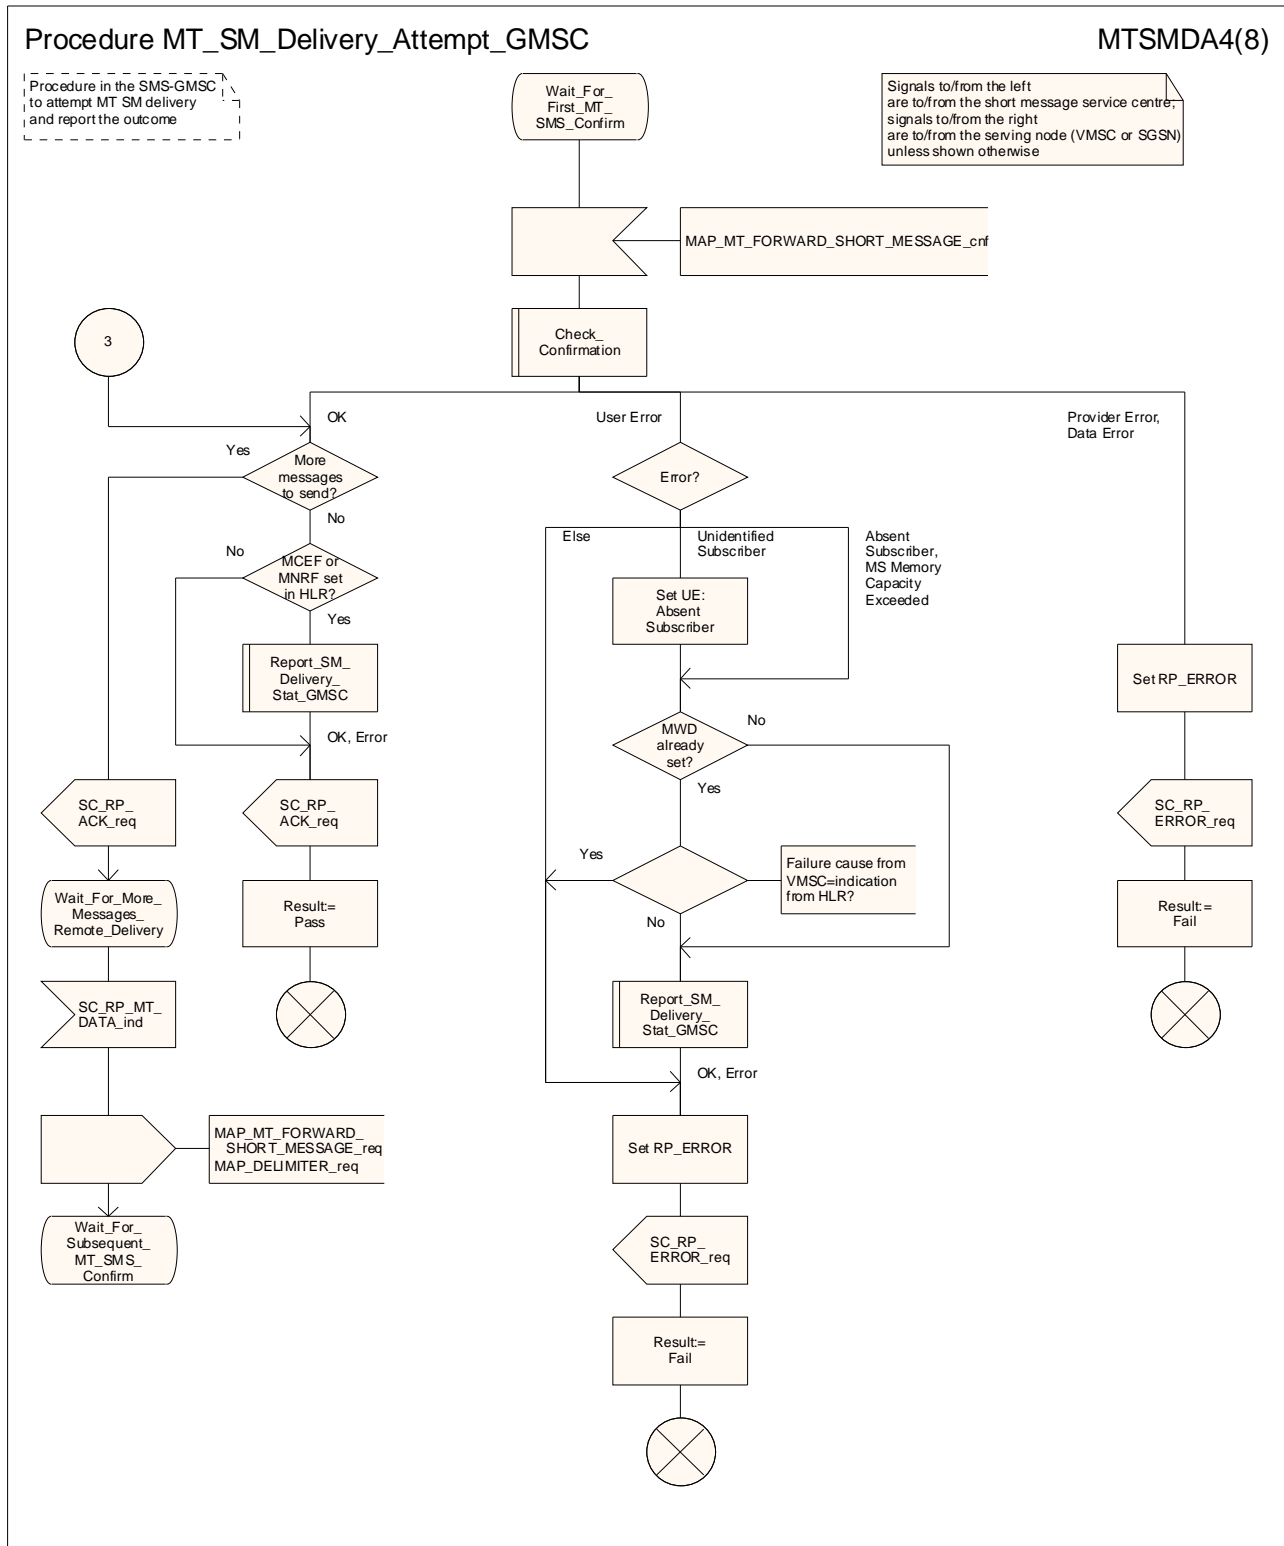 Procedure MT_SM_Delivery_Attempt_GMSC
MTSMDA4(8)
Procedure in the SMS-GMSC
to attempt MT SM delivery
and report the outcome
Wait_For_
First_MT_
SMS_Confirm
Signals to/from the left
are to/from the short message service centre;
signals to/from the right
are to/from the serving node (VMSC or SGSN)
unless shown otherwise
MAP_MT_FORWARD_SHORT_MESSAGE_cnf
Check_
Confirmation
3
OK
User Error
Provider Error,
Data Error
Yes
More
messages
to send?
Error?
No
Else
Unidentified
Subscriber
Absent
Subscriber,
MS Memory
Capacity
Exceeded
No
MCEF or
MNRF set
in HLR?
Yes
Set UE:
Absent
Subscriber
Report_SM_
Delivery_
Stat_GMSC
Set RP_ERROR
OK, Error
MWD
already
set?
No
Yes
SC_RP_
ACK_req
SC_RP_
ACK_req
SC_RP_
ERROR_req
Yes
Failure cause from
VMSC=indication
from HLR?
No
Wait_For_More_
Messages_
Remote_Delivery
Result:=
Pass
Result:=
Fail
SC_RP_MT_
DATA_ind
Report_SM_
Delivery_
Stat_GMSC
OK, Error
MAP_MT_FORWARD_
SHORT_MESSAGE_req
MAP_DELIMITER_req
Set RP_ERROR
Wait_For_
Subsequent_
MT_SMS_
Confirm
SC_RP_
ERROR_req
Result:=
Fail